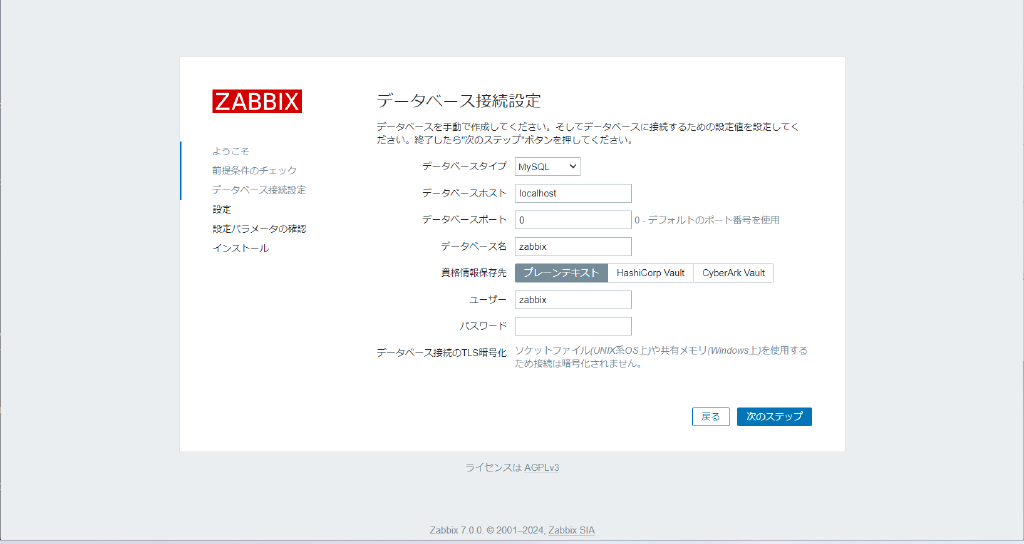 ZABBIX
ようこそ
前提条件のチェック
データベース接続設定
設定
設定パラメータの確認
インストール
データベース接続設定
データベースを手動で作成してください。そしてデータベースに接続するための設定値を設定してく
ださい。終了したら"次のステップ"ボタンを押してください。
データベースタイプ MySQL
データベースホスト localhost
データベースポート 0 0 - デフォルトのポート番号を使用
データベース名 zabbix
資格情報保存先 プレーンテキスト HashiCorp Vault CyberArk Vault
ユーザー zabbix
パスワード
データベース接続のTLS暗号化 ソケットファイル(UNIX系OS上)や共有メモリ(Windows上)を使用する
ため接続は暗号化されません。
戻る 次のステップ
ライセンスは AGPLv3
Zabbix 7.0.0. © 2001–2024, Zabbix SIA